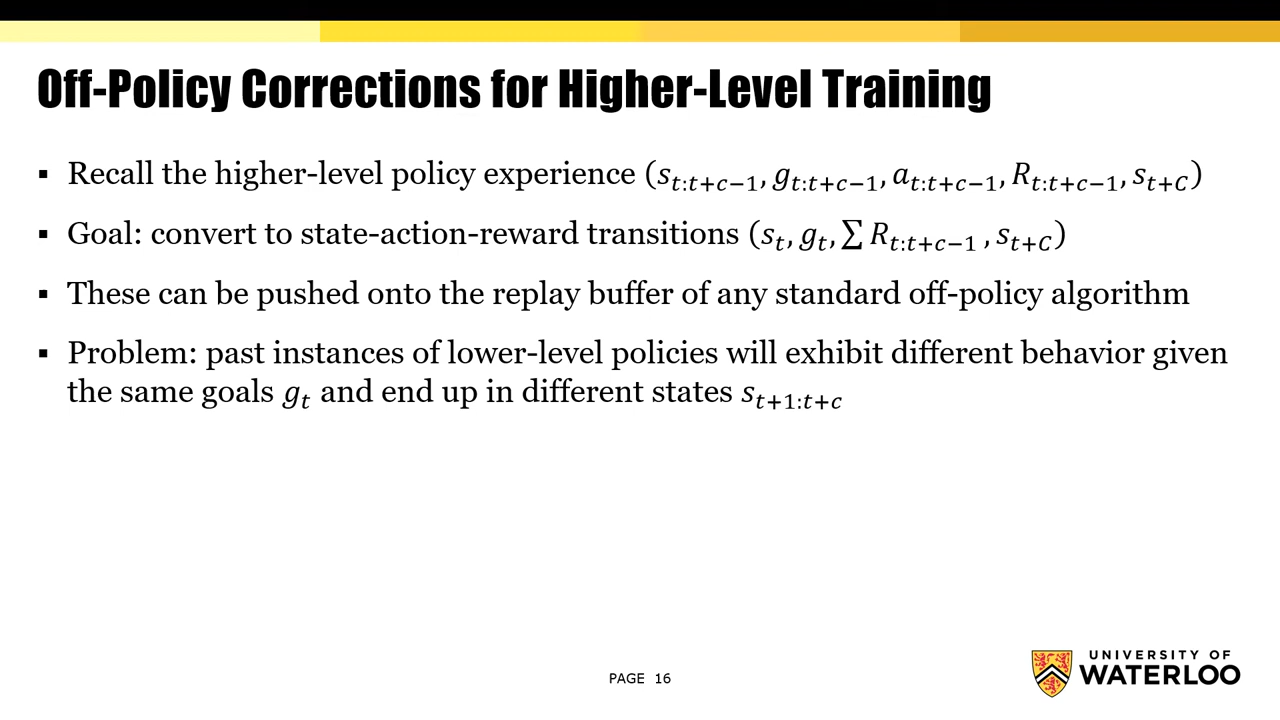 Off-Policy Corrections for Higher-Level Training
▪ Recall the higher-level policy experience (s_{t:t+c−1}, g_{t:t+c−1}, a_{t:t+c−1}, R_{t:t+c−1}, s_{t+C})
▪ Goal: convert to state-action-reward transitions (s_t, g_t, ∑ R_{t:t+c−1} , s_{t+C})
▪ These can be pushed onto the replay buffer of any standard off-policy algorithm
▪ Problem: past instances of lower-level policies will exhibit different behavior given
the same goals g_t and end up in different states s_{t+1:t+c}
PAGE 16
UNIVERSITY OF
WATERLOO